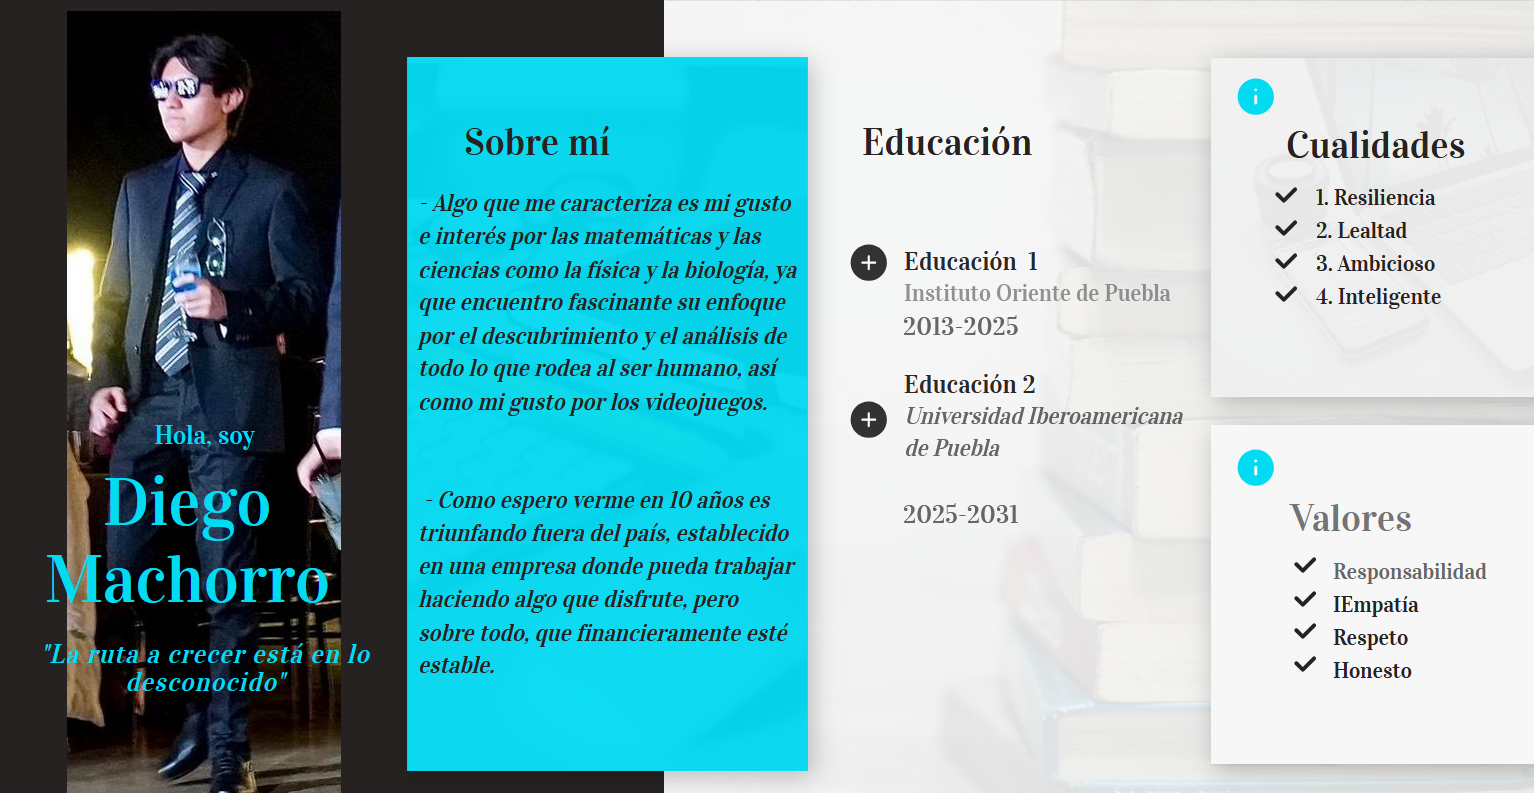 Hola, soy
Diego
Machorro
"La ruta a crecer está en lo
desconocido"
Sobre mí
- Algo que me caracteriza es mi gusto
e interés por las matemáticas y las
ciencias como la física y la biología, ya
que encuentro fascinante su enfoque
por el descubrimiento y el análisis de
todo lo que rodea al ser humano, así
como mi gusto por los videojuegos.
- Como espero verme en 10 años es
triunfando fuera del país, establecido
en una empresa donde pueda trabajar
haciendo algo que disfrute, pero
sobre todo, que financieramente esté
estable.
Educación
Educación 1
Instituto Oriente de Puebla
2013-2025
Educación 2
Universidad Iberoamericana
de Puebla
2025-2031
Cualidades
1. Resiliencia
2. Lealtad
3. Ambicioso
4. Inteligente
Valores
Responsabilidad
IEmpatía
Respeto
Honesto